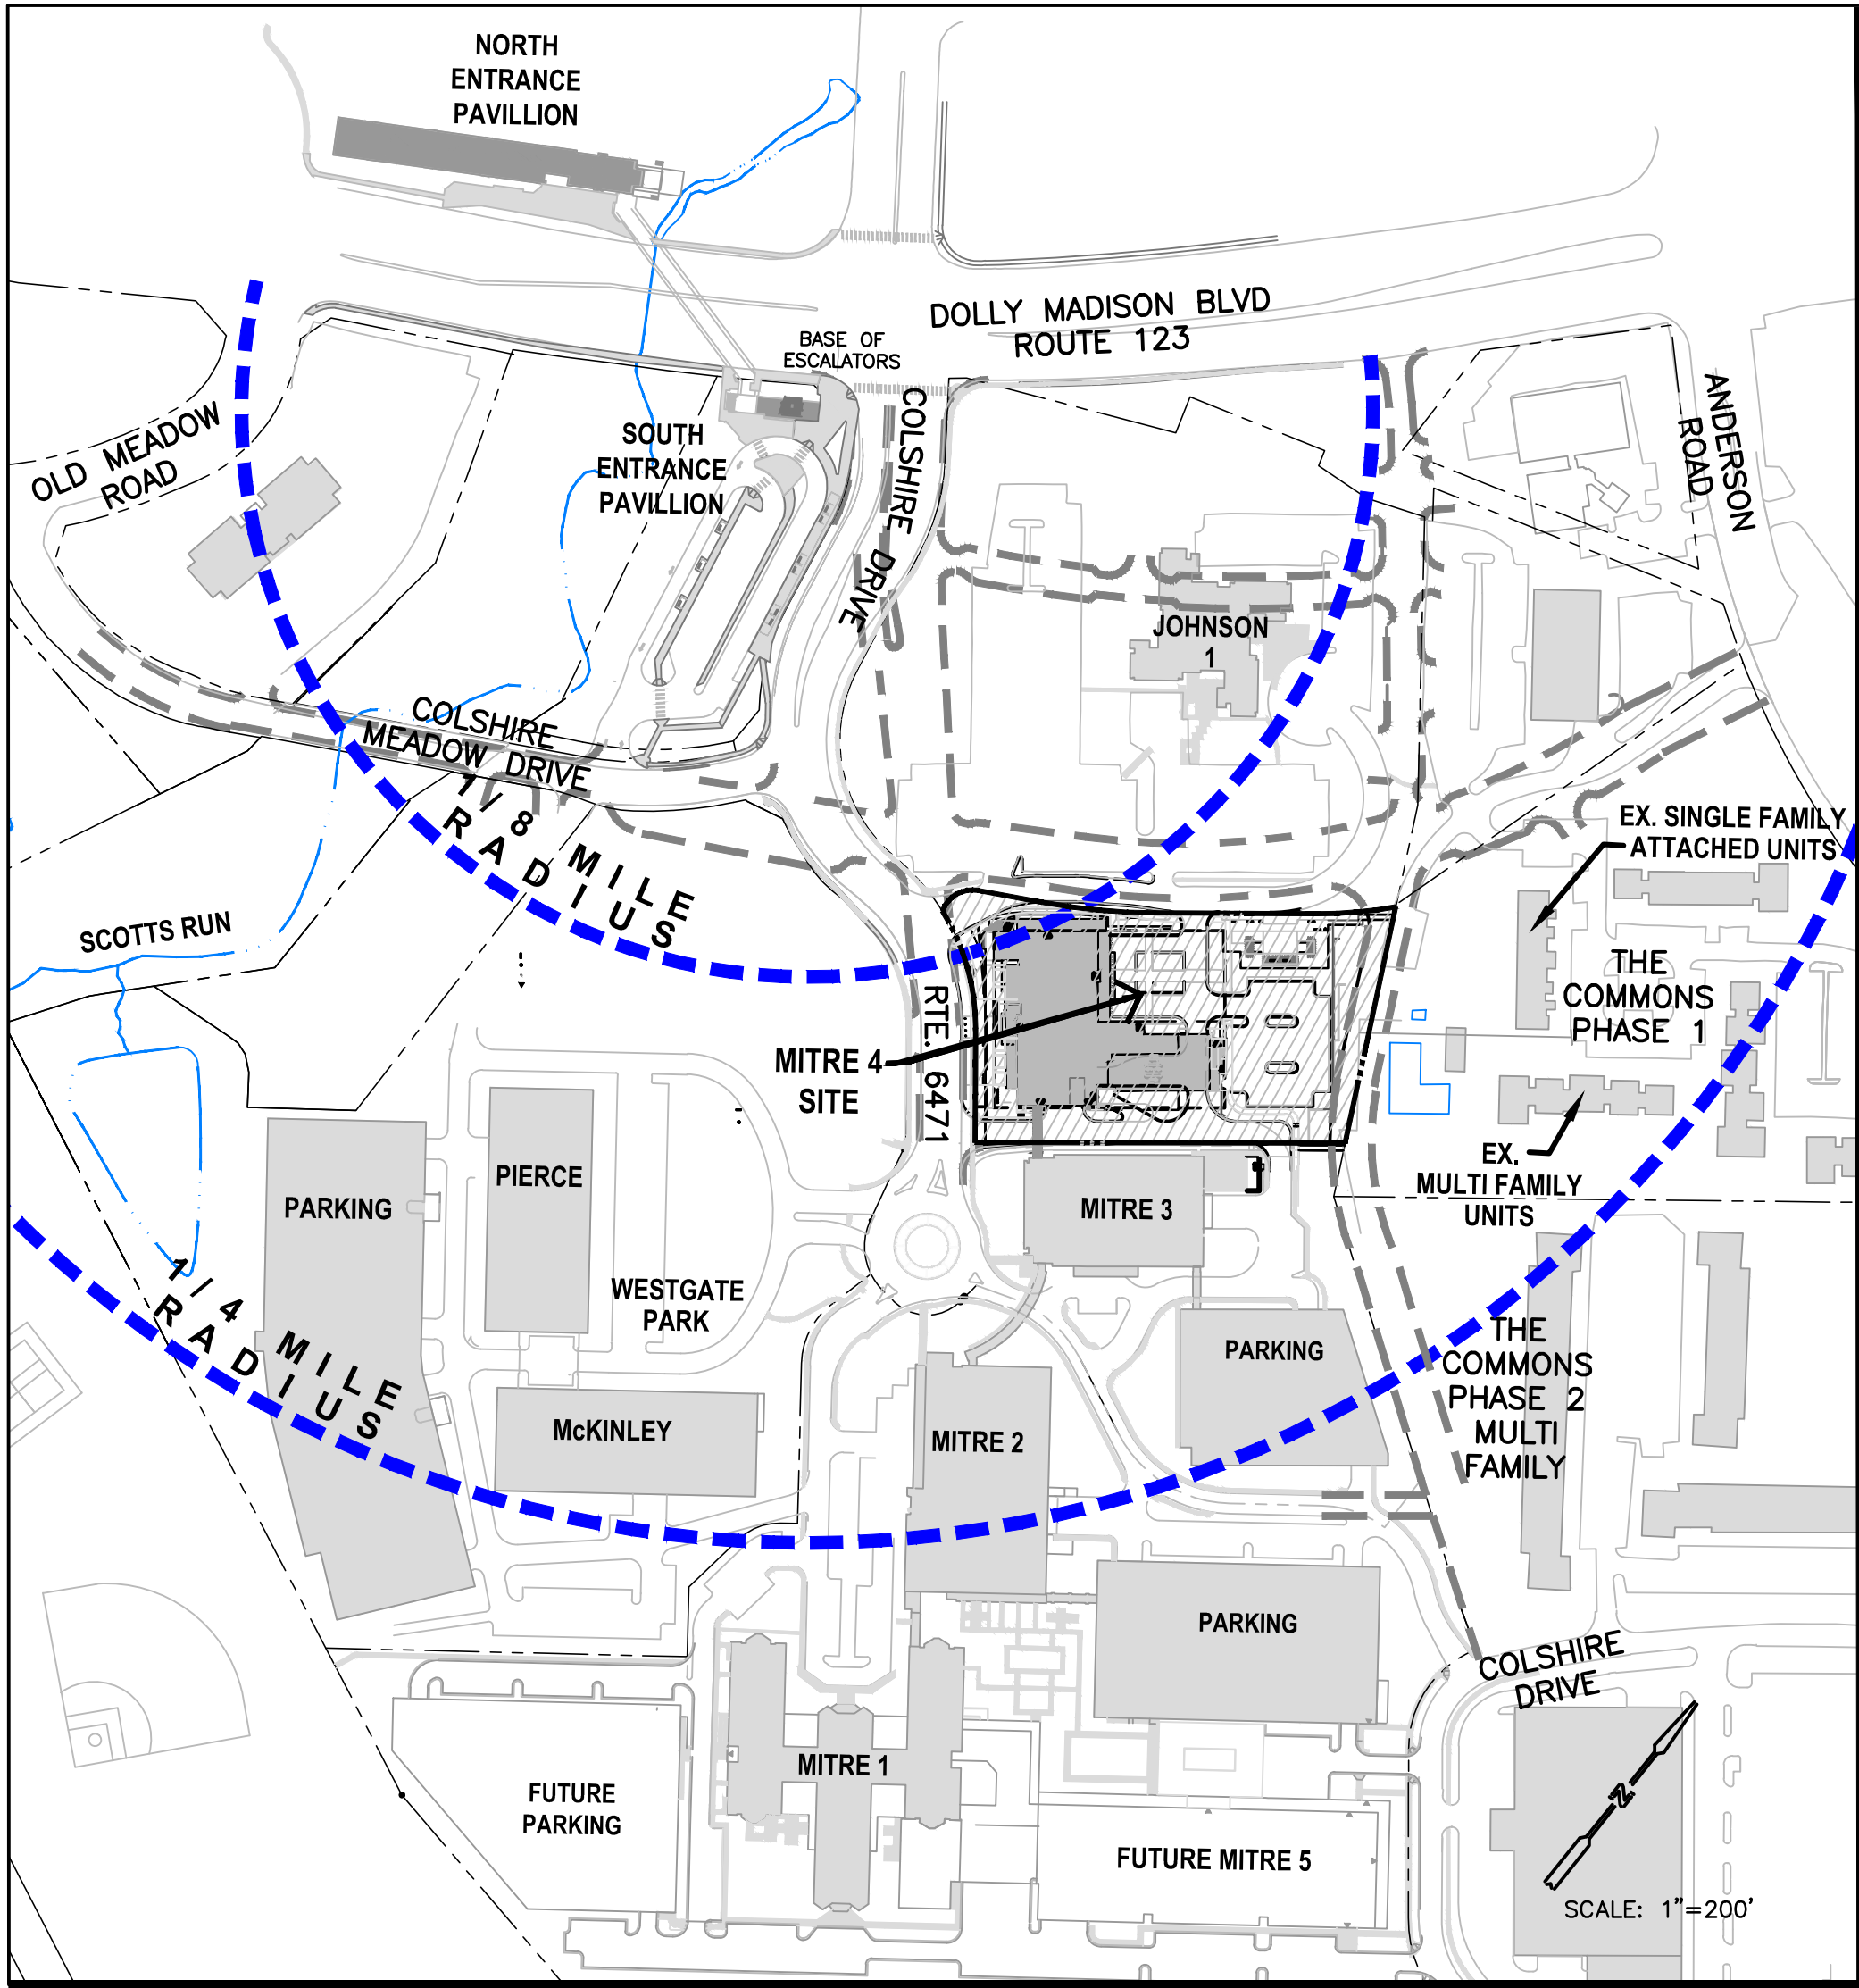 NORTH
ENTRANCE
PAVILLION
DOLLY MADISON BLVD
ROUTE 123
BASE OF
ESCALATORS
OLD MEADOW
ROAD
SOUTH
ENTRANCE
PAVILLION
COLSHIRE DRIVE
ANDERSON
ROAD
JOHNSON
1
COLSHIRE
MEADOW DRIVE
1/8 MILE
RADIUS
EX. SINGLE FAMILY
ATTACHED UNITS
SCOTTS RUN
THE
COMMONS
PHASE 1
MITRE 4
SITE
RTE. 6471
EX.
MULTI FAMILY
UNITS
PARKING
PIERCE
MITRE 3
WESTGATE
PARK
1/4 MILE
RADIUS
PARKING
THE
COMMONS
PHASE 2
MULTI
FAMILY
McKINLEY
MITRE 2
PARKING
COLSHIRE
DRIVE
MITRE 1
FUTURE
PARKING
FUTURE MITRE 5
N
SCALE: 1"=200'